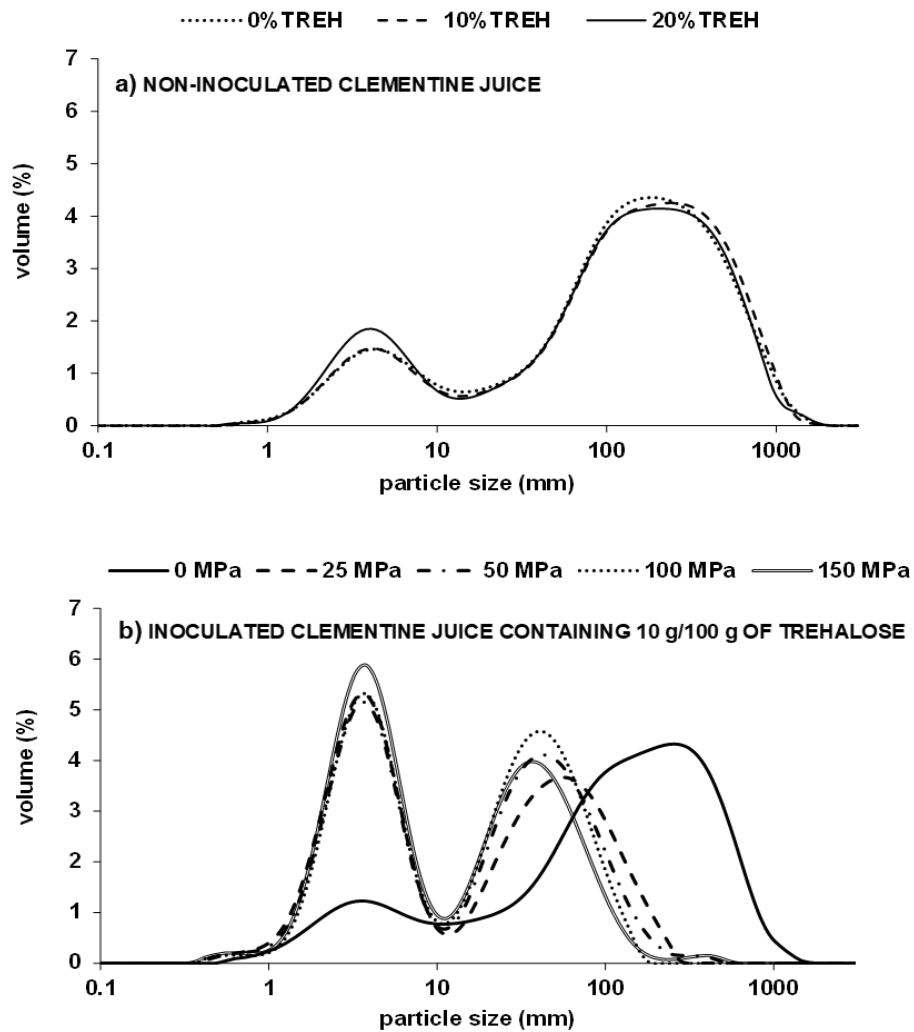 0% TREH 10% TREH 20% TREH
7
a) NON-INOCULATED CLEMENTINE JUICE
6
5
4
3
2
1
0
volume (%)
0.1 1 10 100 1000
particle size (mm)
0 MPa 25 MPa 50 MPa 100 MPa 150 MPa
7
b) INOCULATED CLEMENTINE JUICE CONTAINING 10 g/100 g OF TREHALOSE
6
5
4
3
2
1
0
volume (%)
0.1 1 10 100 1000
particle size (mm)